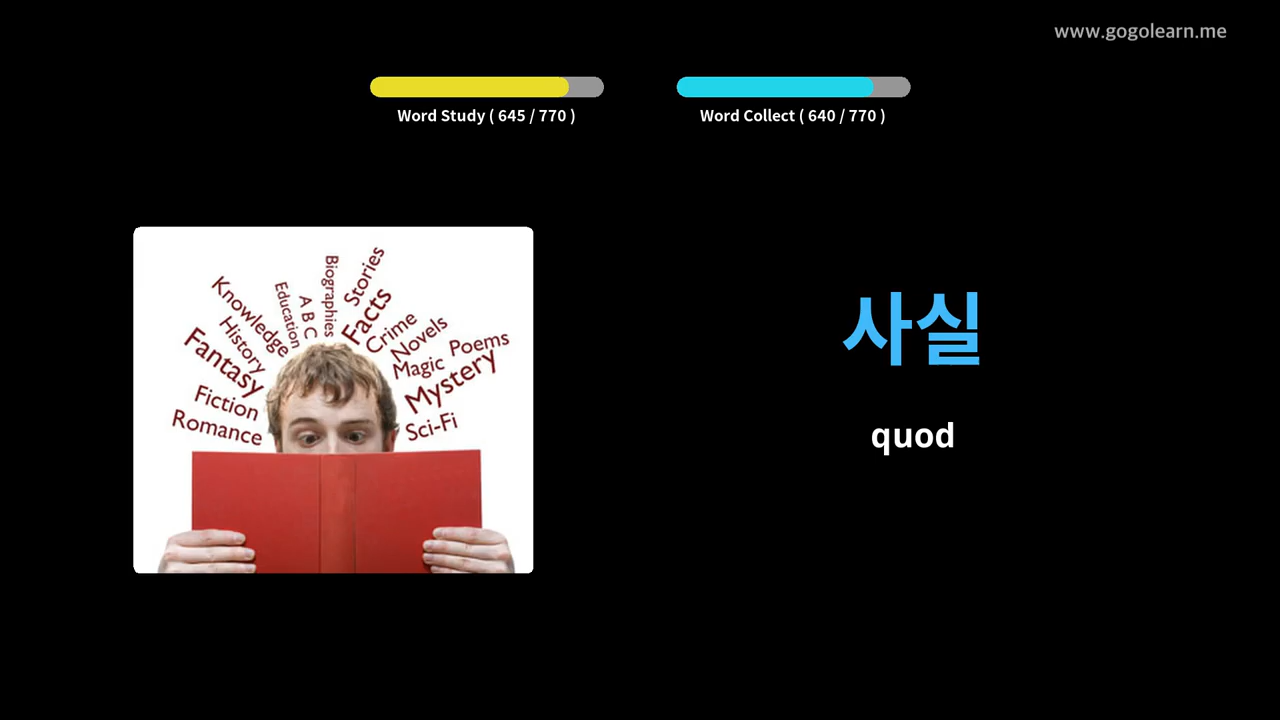 www.gogolearn.me
Word Study ( 645 / 770 )
Word Collect ( 640 / 770 )
Knowledge
Education
A B C
Biographies
Stories
Facts
History
Crime
Novels
Fantasy
Magic
Poems
Mystery
Fiction
Romance
Sci-Fi
사실
quod